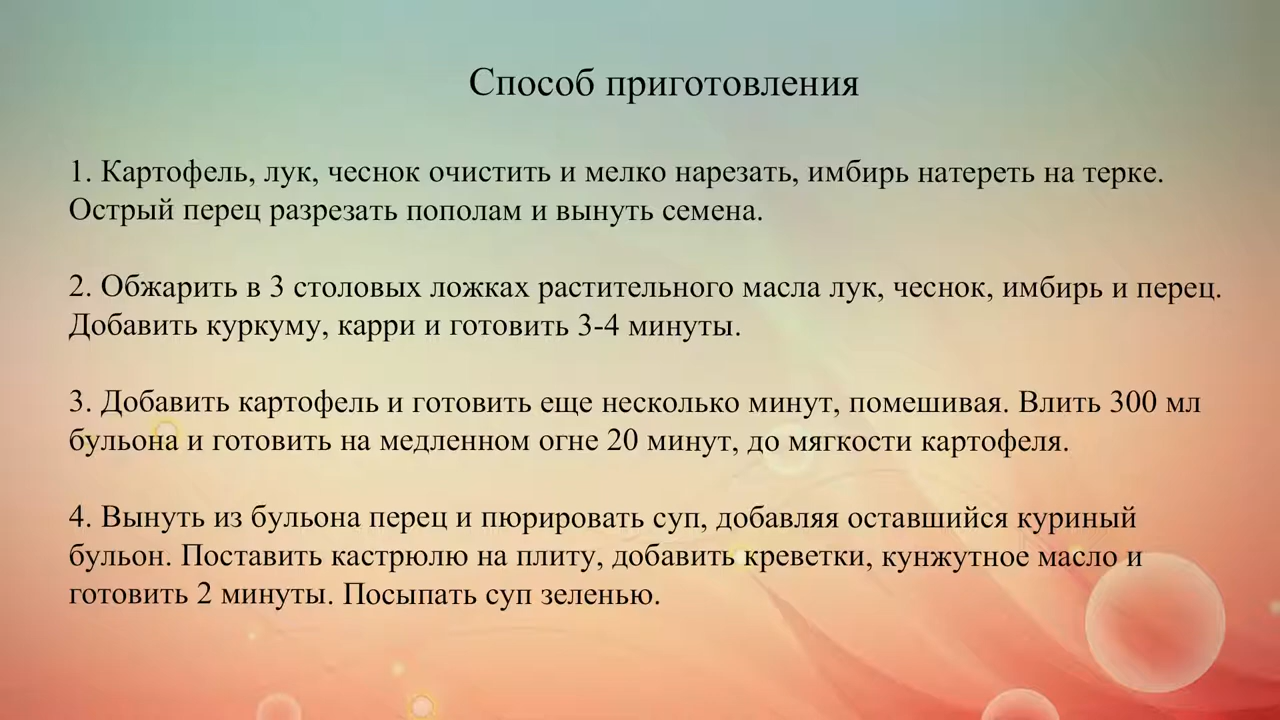 Способ приготовления
1. Картофель, лук, чеснок очистить и мелко нарезать, имбирь натереть на терке.
Острый перец разрезать пополам и вынуть семена.
2. Обжарить в 3 столовых ложках растительного масла лук, чеснок, имбирь и перец.
Добавить куркуму, карри и готовить 3-4 минуты.
3. Добавить картофель и готовить еще несколько минут, помешивая. Влить 300 мл
бульона и готовить на медленном огне 20 минут, до мягкости картофеля.
4. Вынуть из бульона перец и пюрировать суп, добавляя оставшийся куриный
бульон. Поставить кастрюлю на плиту, добавить креветки, кунжутное масло и
готовить 2 минуты. Посыпать суп зеленью.